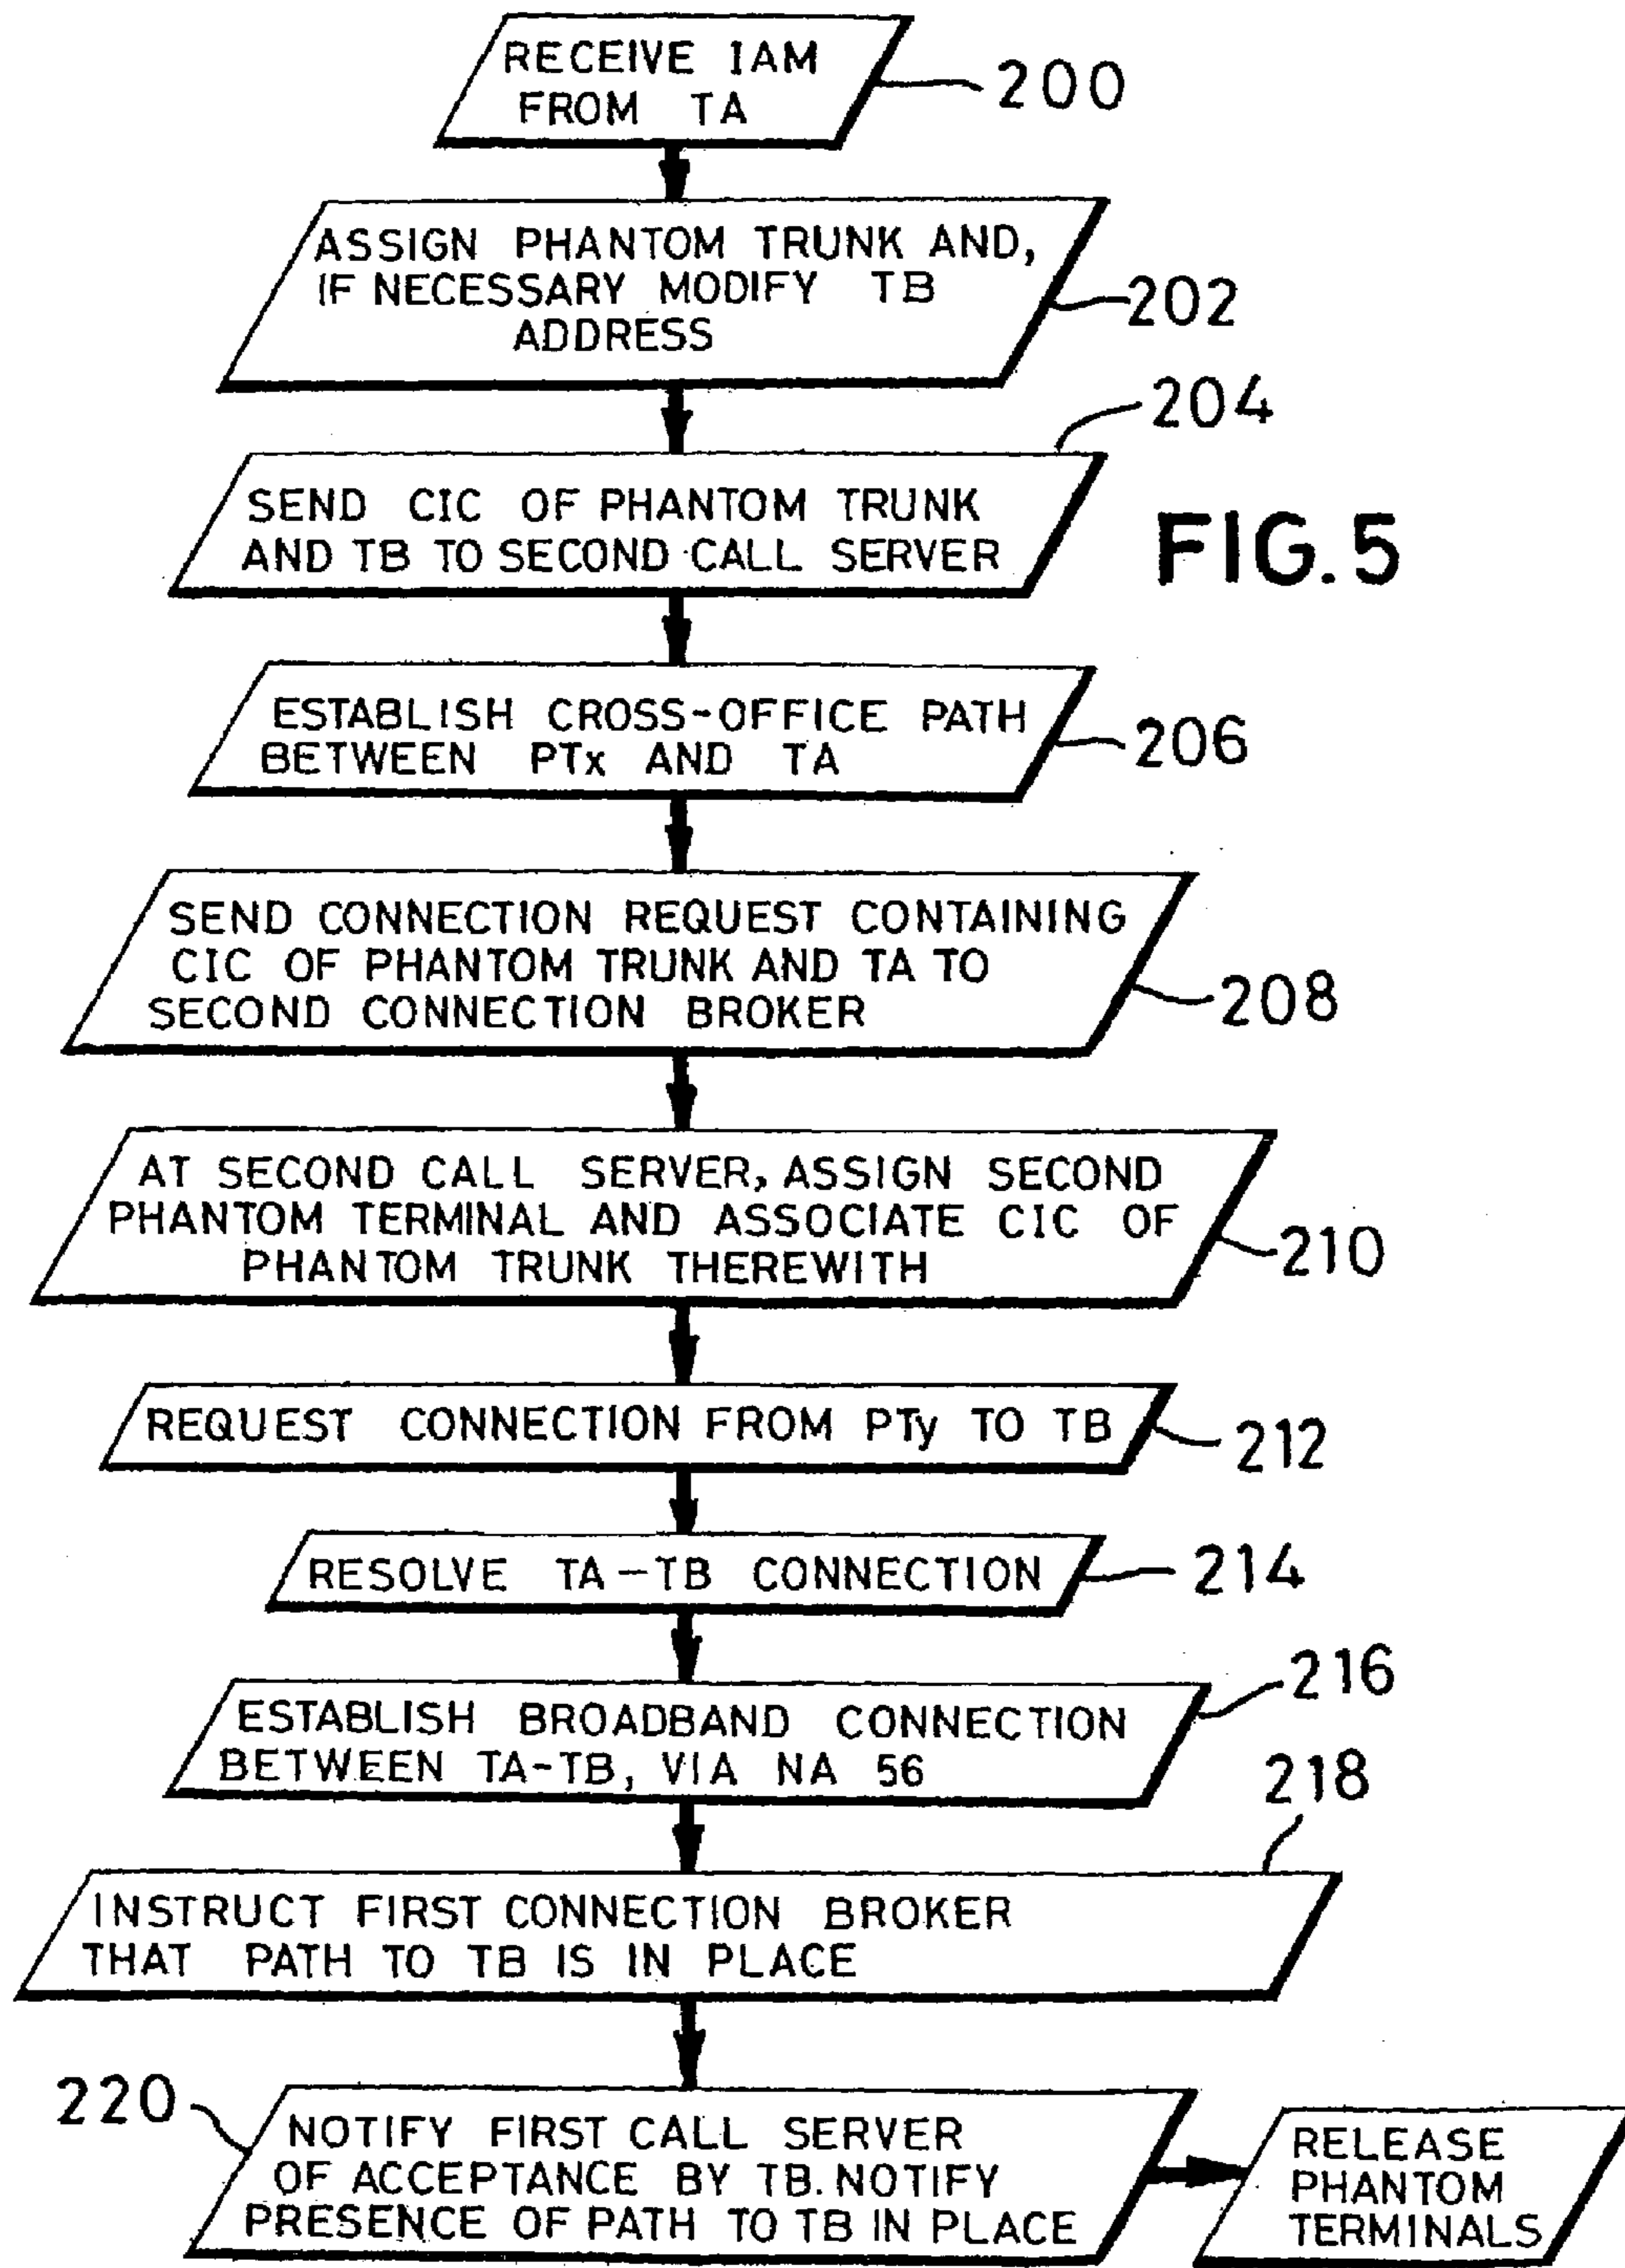 RECEIVE IAM
FROM TA
200
ASSIGN PHANTOM TRUNK AND,
IF NECESSARY MODIFY TB
ADDRESS
202
204
SEND CIC OF PHANTOM TRUNK
AND TB TO SECOND CALL SERVER
FIG. 5
ESTABLISH CROSS-OFFICE PATH
BETWEEN PTx AND TA
206
SEND CONNECTION REQUEST CONTAINING
CIC OF PHANTOM TRUNK AND TA TO
SECOND CONNECTION BROKER
208
AT SECOND CALL SERVER, ASSIGN SECOND
PHANTOM TERMINAL AND ASSOCIATE CIC OF
PHANTOM TRUNK THEREWITH
210
REQUEST CONNECTION FROM PTy TO TB
212
RESOLVE TA-TB CONNECTION
214
216
ESTABLISH BROADBAND CONNECTION
BETWEEN TA-TB, VIA NA 56
218
INSTRUCT FIRST CONNECTION BROKER
THAT PATH TO TB IS IN PLACE
220
NOTIFY FIRST CALL SERVER
OF ACCEPTANCE BY TB. NOTIFY
PRESENCE OF PATH TO TB IN PLACE
RELEASE
PHANTOM
TERMINALS